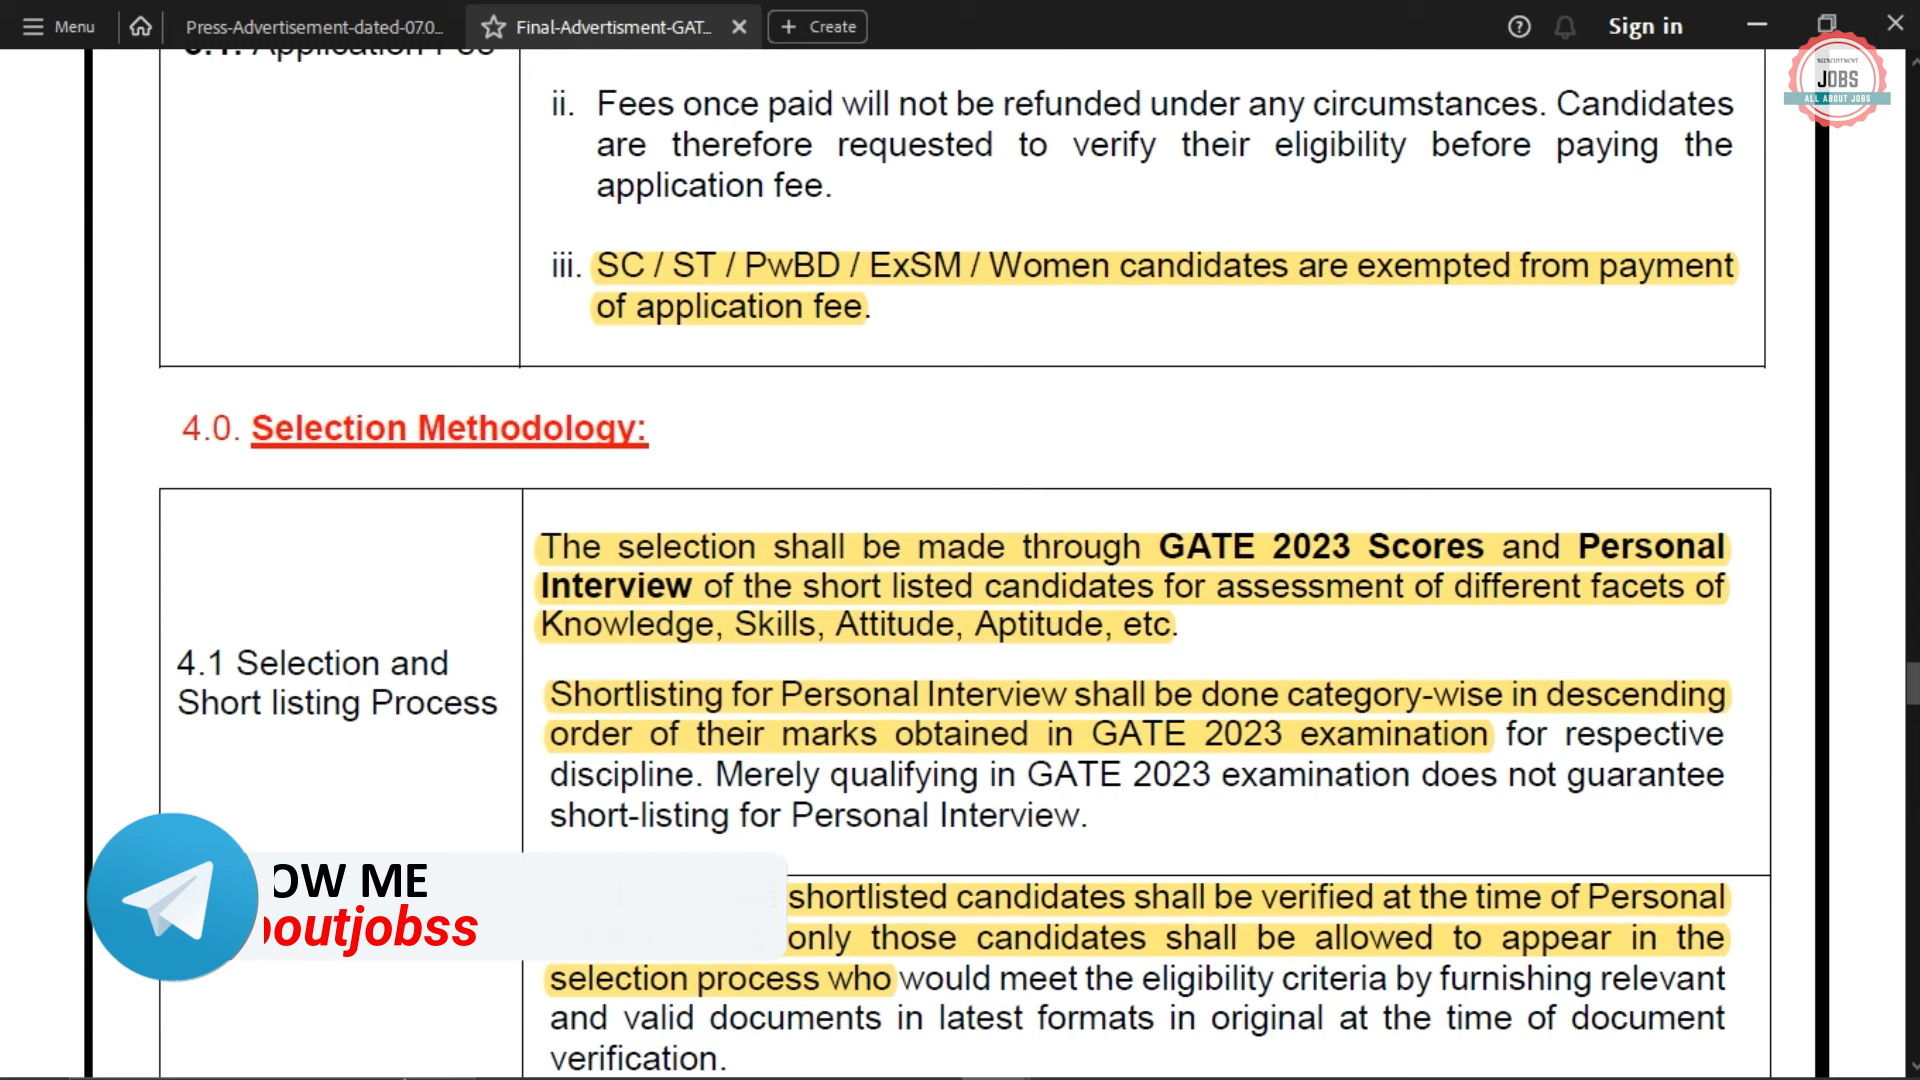 Menu
Press-Advertisement-dated-07.0...
Final-Advertisment-GAT...
Create
Sign in
RECRUITMENT
JOBS
ALL ABOUT JOBS
Application Fee
ii. Fees once paid will not be refunded under any circumstances. Candidates
are therefore requested to verify their eligibility before paying the
application fee.
iii. SC / ST / PwBD / ExSM / Women candidates are exempted from payment
of application fee.
4.0. Selection Methodology:
4.1 Selection and
Short listing Process
The selection shall be made through GATE 2023 Scores and Personal
Interview of the short listed candidates for assessment of different facets of
Knowledge, Skills, Attitude, Aptitude, etc.
Shortlisting for Personal Interview shall be done category-wise in descending
order of their marks obtained in GATE 2023 examination for respective
discipline. Merely qualifying in GATE 2023 examination does not guarantee
short-listing for Personal Interview.
shortlisted candidates shall be verified at the time of Personal
only those candidates shall be allowed to appear in the
selection process who would meet the eligibility criteria by furnishing relevant
and valid documents in latest formats in original at the time of document
verification.
OW ME
outjobss